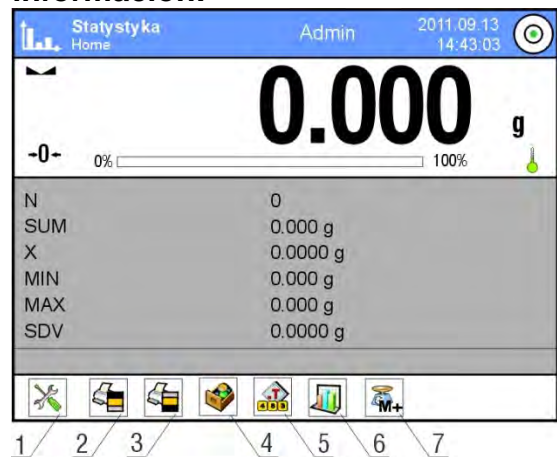 Statystyka
Home
Admin
2011.09.13
14:43:03
0.000
g
→0←
0%
100%
N 0
SUM 0.000 g
X 0.0000 g
MIN 0.000 g
MAX 0.000 g
SDV 0.0000 g
T
M+
1 2 3 4 5 6 7